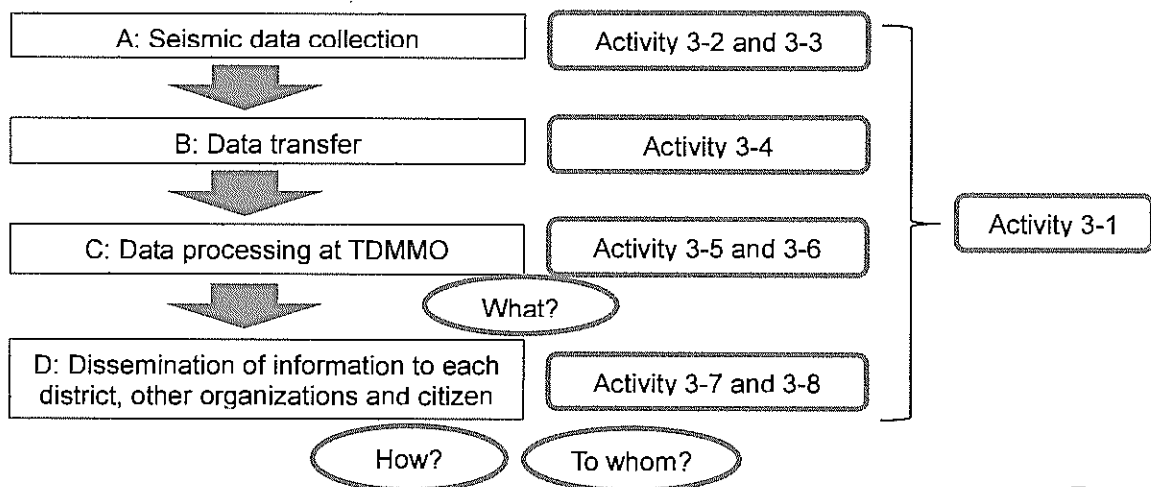 A: Seismic data collection
Activity 3-2 and 3-3
B: Data transfer
Activity 3-4
Activity 3-1
C: Data processing at TDMMO
Activity 3-5 and 3-6
What?
D: Dissemination of information to each
district, other organizations and citizen
Activity 3-7 and 3-8
How?
To whom?